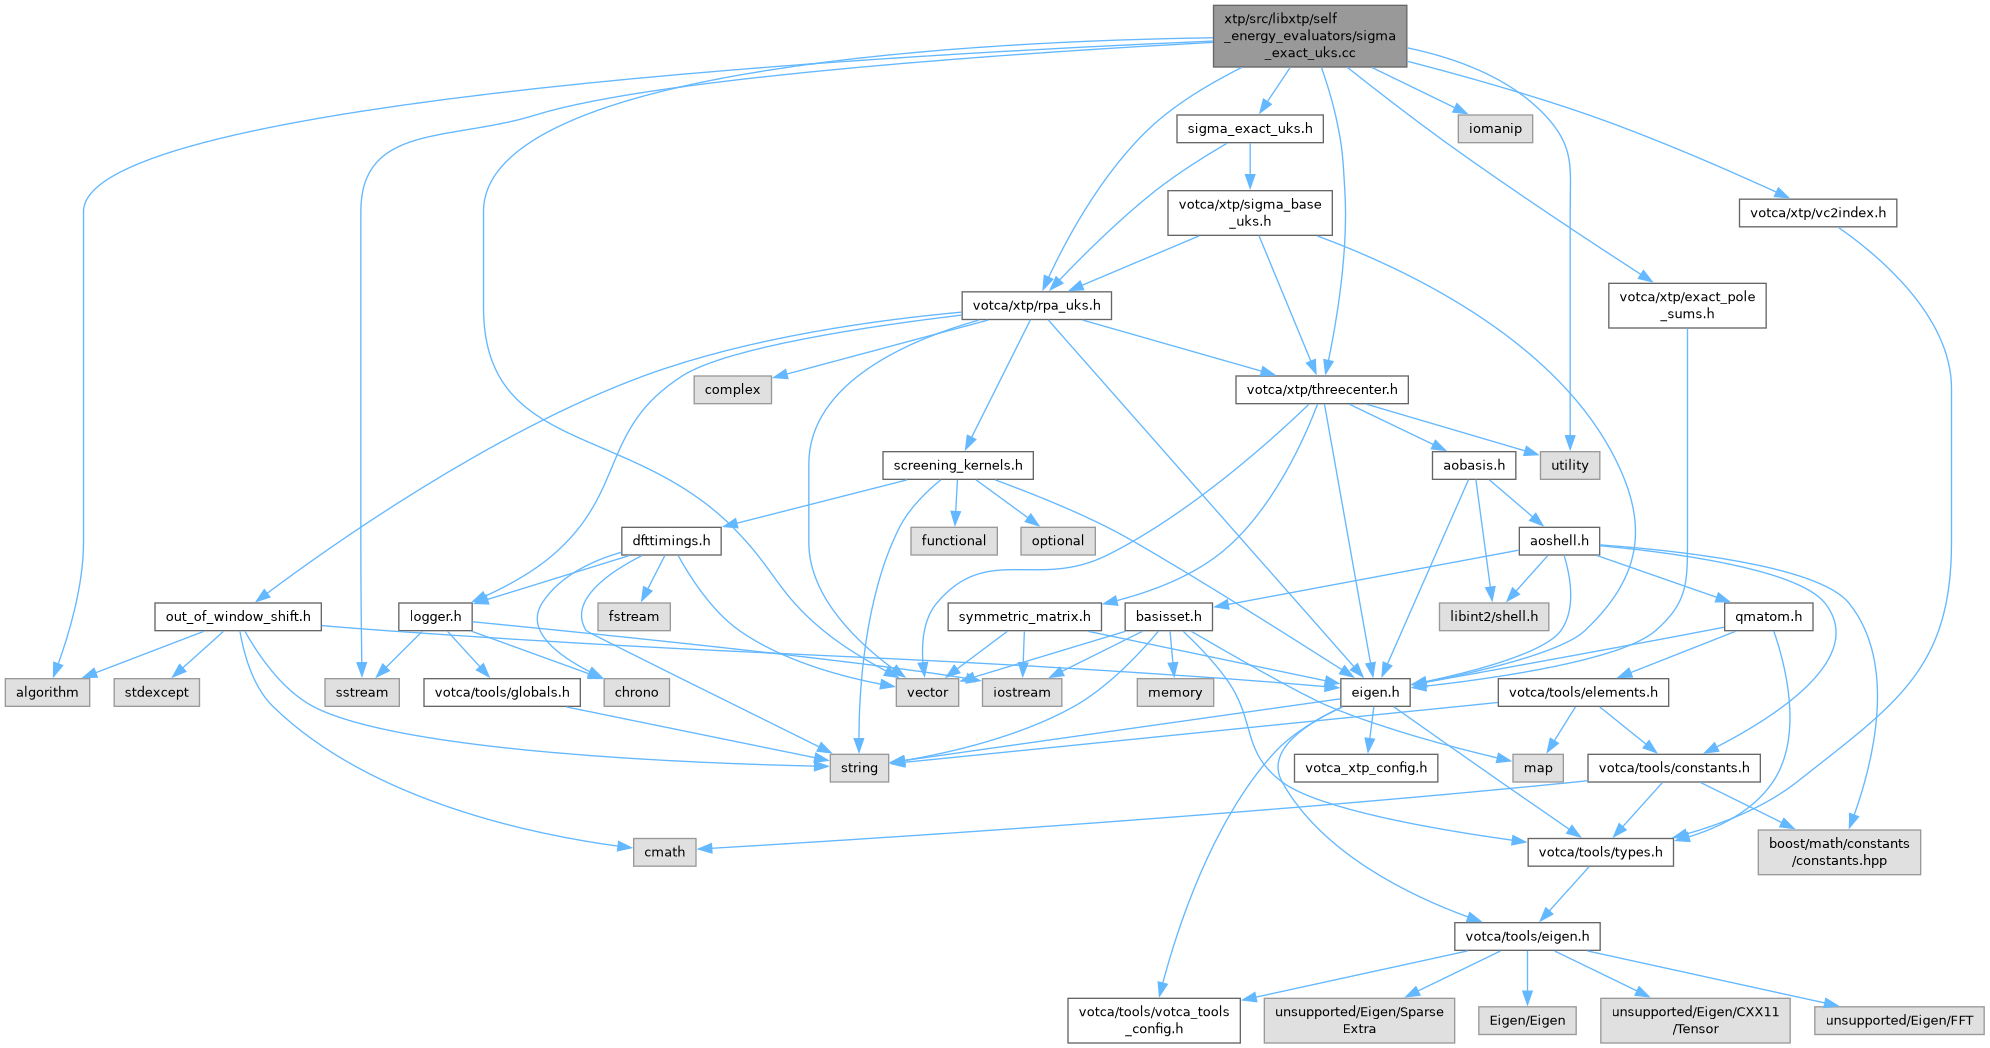 xtp/src/libxtp/self
_energy_evaluators/sigma
_exact_uks.cc
sigma_exact_uks.h
iomanip
votca/xtp/sigma_base
_uks.h
votca/xtp/vc2index.h
votca/xtp/rpa_uks.h
votca/xtp/exact_pole
_sums.h
complex
votca/xtp/threecenter.h
screening_kernels.h
aobasis.h
utility
dfttimings.h
functional
optional
aoshell.h
out_of_window_shift.h
logger.h
fstream
symmetric_matrix.h
basisset.h
libint2/shell.h
qmatom.h
algorithm
stdexcept
sstream
votca/tools/globals.h
chrono
vector
iostream
memory
eigen.h
votca/tools/elements.h
string
votca_xtp_config.h
map
votca/tools/constants.h
cmath
votca/tools/types.h
boost/math/constants
/constants.hpp
votca/tools/eigen.h
votca/tools/votca_tools
_config.h
unsupported/Eigen/Sparse
Extra
Eigen/Eigen
unsupported/Eigen/CXX11
/Tensor
unsupported/Eigen/FFT